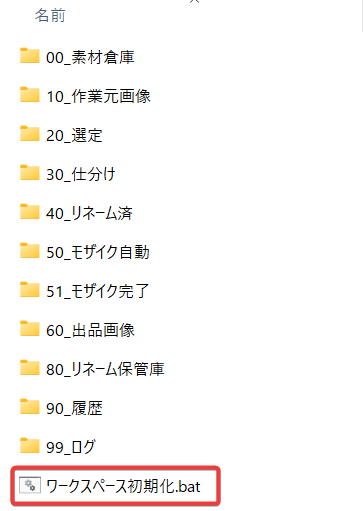 名前
00_素材倉庫
10_作業元画像
20_選定
30_仕分け
40_リネーム済
50_モザイク自動
51_モザイク完了
60_出品画像
80_リネーム保管庫
90_履歴
99_ログ
ワークスペース初期化.bat